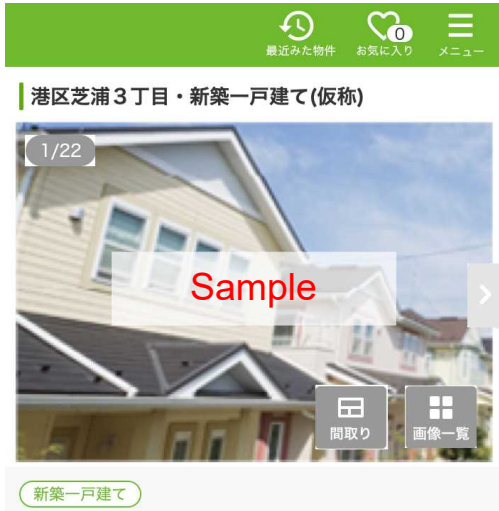 0
最近みた物件 お気に入り メニュー
港区芝浦３丁目・新築一戸建て(仮称)
1/22
Sample
間取り 画像一覧
新築一戸建て